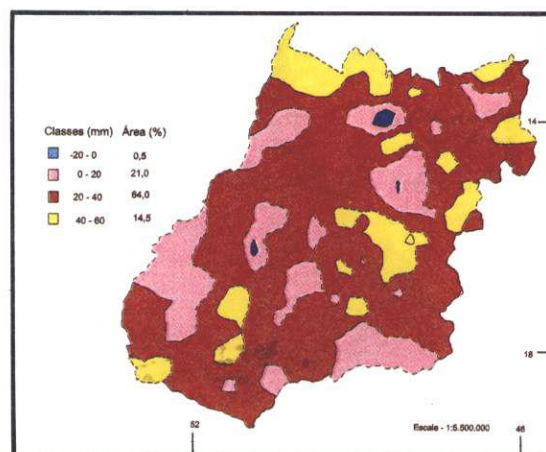 Classes (mm) Área (%)
-20 - 0 0,5
0 - 20 21,0
20 - 40 64,0
40 - 60 14,5
14
18
Escale - 1:5.500.000
52
46